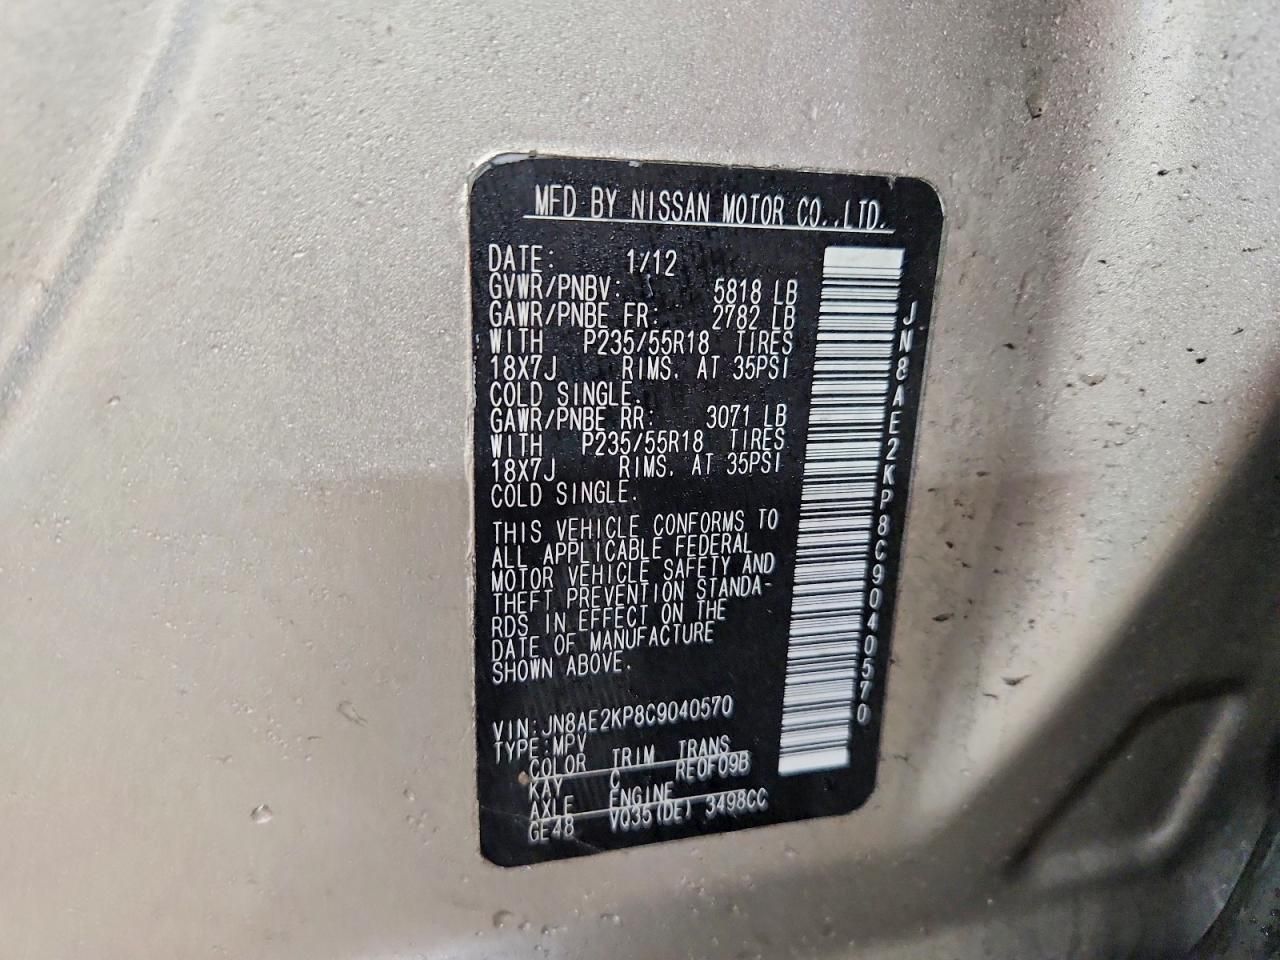 MFD BY NISSAN MOTOR CO.,LTD.
DATE: 1/12
GVWR/PNBV: 5818 LB
GAWR/PNBE FR: 2782 LB
WITH P235/55R18 TIRES
18X7J RIMS, AT 35PSI
COLD SINGLE.
GAWR/PNBE RR: 3071 LB
WITH P235/55R18 TIRES
18X7J RIMS, AT 35PSI
COLD SINGLE.
THIS VEHICLE CONFORMS TO
ALL APPLICABLE FEDERAL
MOTOR VEHICLE SAFETY AND
THEFT PREVENTION STANDA-
RDS IN EFFECT ON THE
DATE OF MANUFACTURE
SHOWN ABOVE.
VIN:JN8AE2KP8C9040570
TYPE:MPV
COLOR TRIM TRANS
KAY C RE0F09B
AXLE ENGINE
GE48 VQ35(DE) 3498CC
JN8AE2KP8C9040570